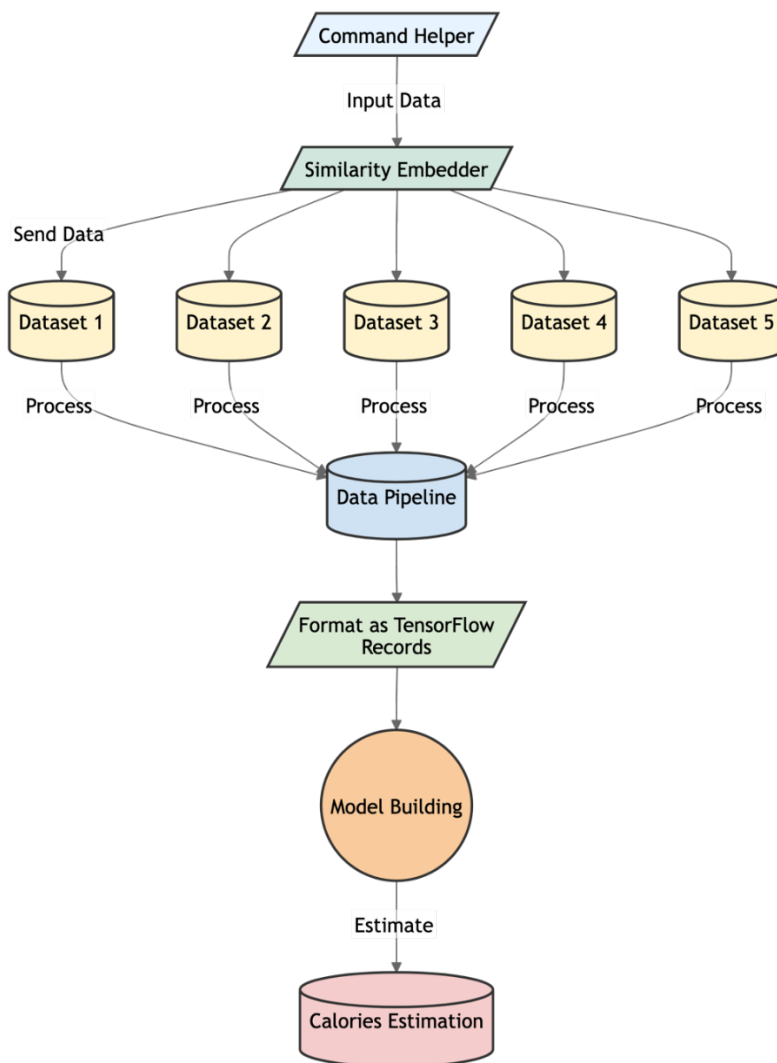 Command Helper
Input Data
Similarity Embedder
Send Data
Dataset 1
Dataset 2
Dataset 3
Dataset 4
Dataset 5
Process
Process
Process
Process
Process
Data Pipeline
Format as TensorFlow
Records
Model Building
Estimate
Calories Estimation